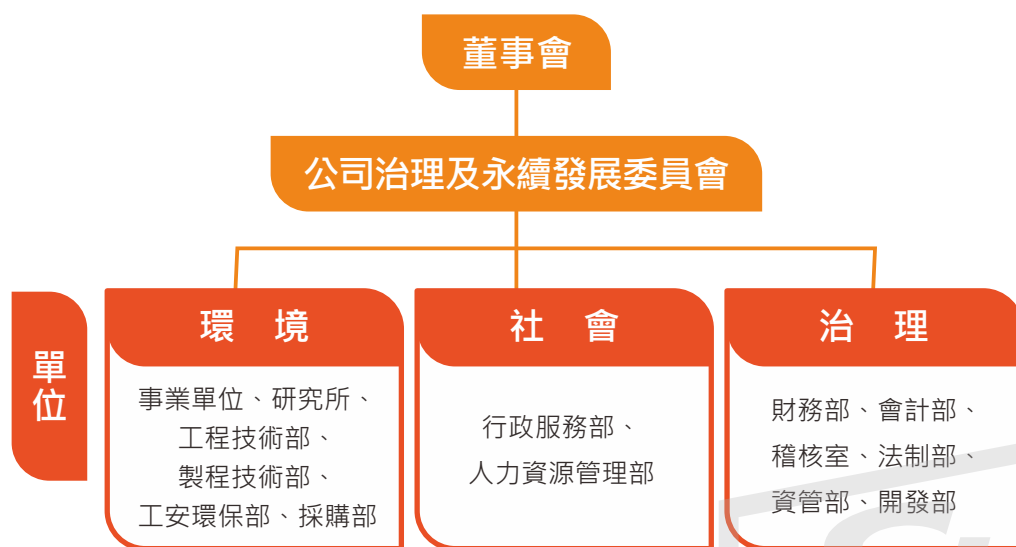 董事會
公司治理及永續發展委員會
單位
環 境
事業單位、研究所、
工程技術部、
製程技術部、
工安環保部、採購部
社 會
行政服務部、
人力資源管理部
治 理
財務部、會計部、
稽核室、法制部、
資管部、開發部